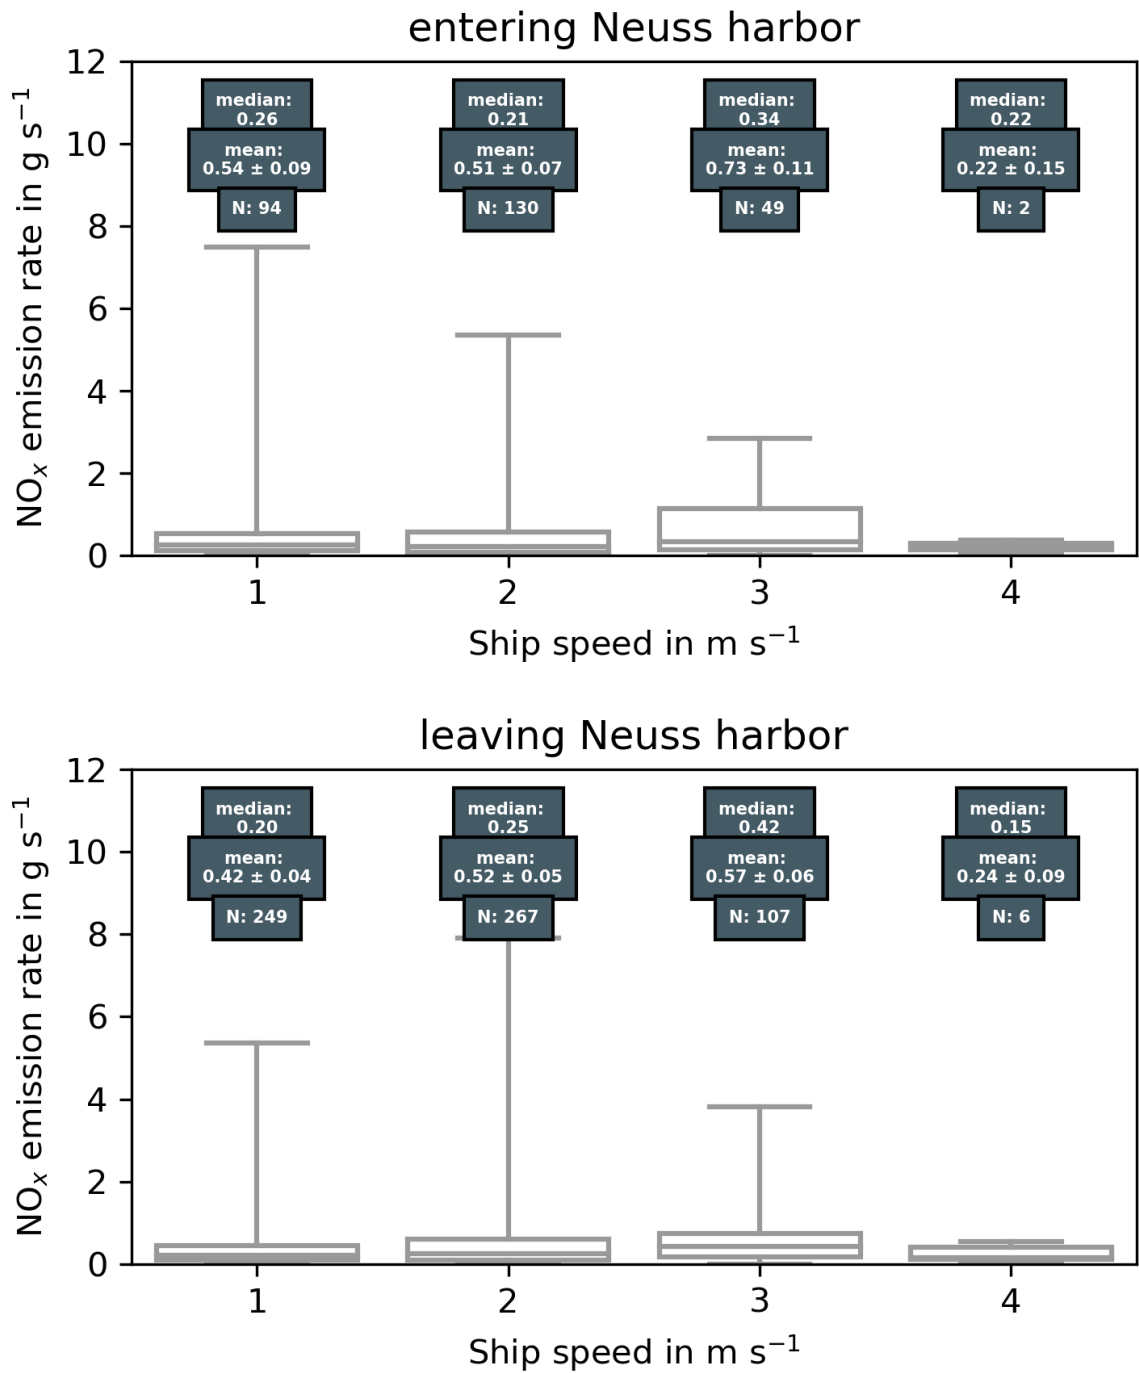 entering Neuss harbor
NOx emission rate in g s−1
12
10
8
6
4
2
0
median:
0.26
mean:
0.54 ± 0.09
N: 94
median:
0.21
mean:
0.51 ± 0.07
N: 130
median:
0.34
mean:
0.73 ± 0.11
N: 49
median:
0.22
mean:
0.22 ± 0.15
N: 2
1 2 3 4
Ship speed in m s−1
leaving Neuss harbor
NOx emission rate in g s−1
12
10
8
6
4
2
0
median:
0.20
mean:
0.42 ± 0.04
N: 249
median:
0.25
mean:
0.52 ± 0.05
N: 267
median:
0.42
mean:
0.57 ± 0.06
N: 107
median:
0.15
mean:
0.24 ± 0.09
N: 6
1 2 3 4
Ship speed in m s−1